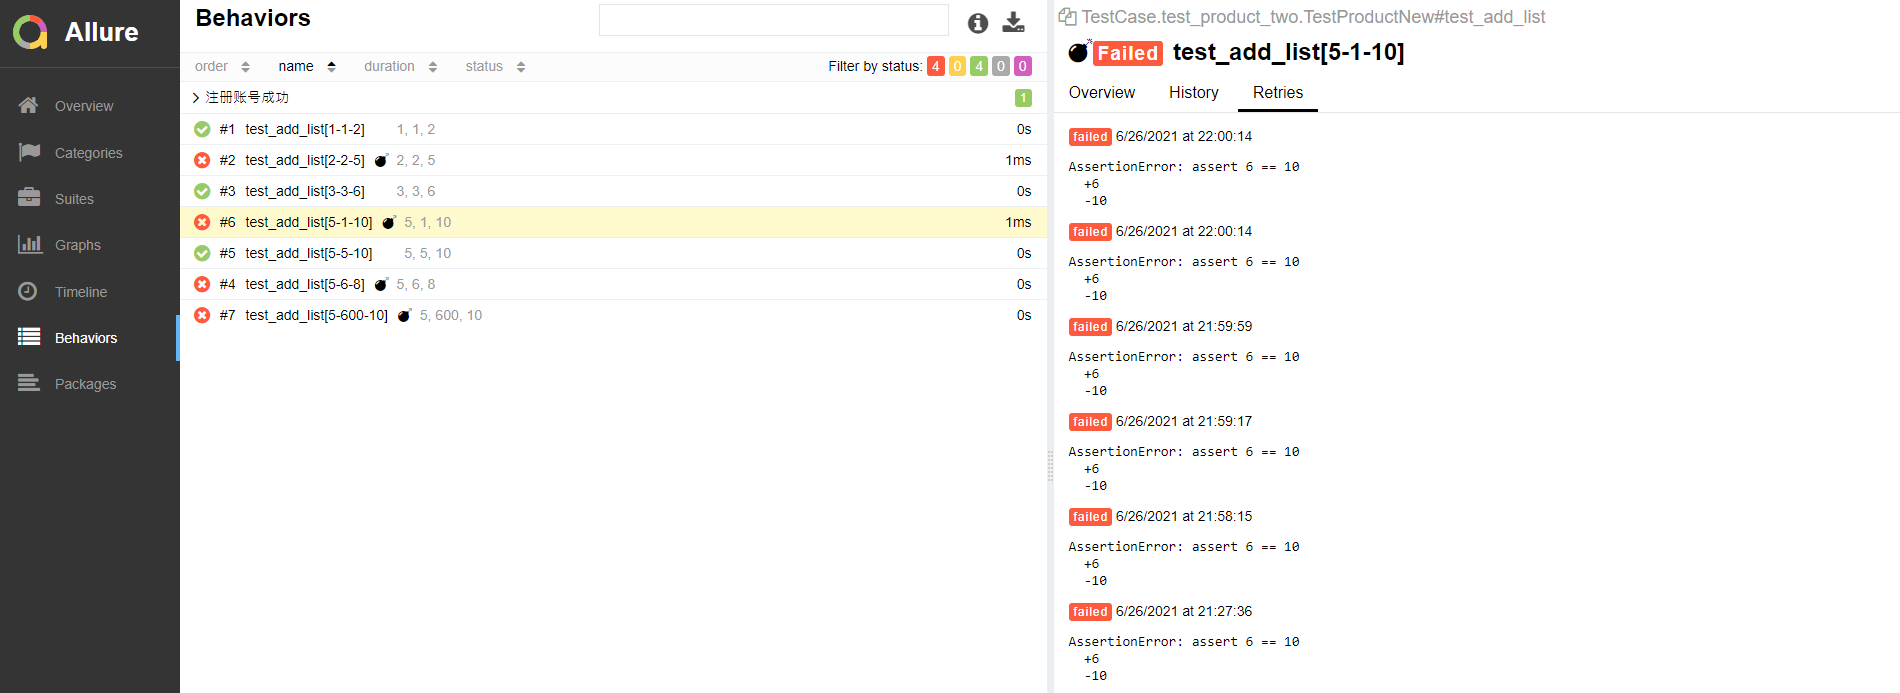 Allure
Overview
Categories
Suites
Graphs
Timeline
Behaviors
Packages
Behaviors
order name duration status Filter by status: 4 0 4 0 0
注册账号成功 1
#1 test_add_list[1-1-2] 1, 1, 2 0s
#2 test_add_list[2-2-5] 2, 2, 5 1ms
#3 test_add_list[3-3-6] 3, 3, 6 0s
#6 test_add_list[5-1-10] 5, 1, 10 1ms
#5 test_add_list[5-5-10] 5, 5, 10 0s
#4 test_add_list[5-6-8] 5, 6, 8 0s
#7 test_add_list[5-600-10] 5, 600, 10 0s
TestCase.test_product_two.TestProductNew#test_add_list
Failed test_add_list[5-1-10]
Overview History Retries
failed 6/26/2021 at 22:00:14
AssertionError: assert 6 == 10
+6
-10
failed 6/26/2021 at 22:00:14
AssertionError: assert 6 == 10
+6
-10
failed 6/26/2021 at 21:59:59
AssertionError: assert 6 == 10
+6
-10
failed 6/26/2021 at 21:59:17
AssertionError: assert 6 == 10
+6
-10
failed 6/26/2021 at 21:58:15
AssertionError: assert 6 == 10
+6
-10
failed 6/26/2021 at 21:27:36
AssertionError: assert 6 == 10
+6
-10